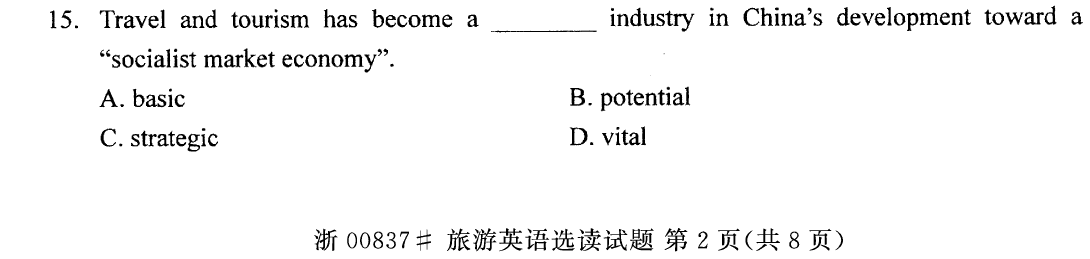 15. Travel and tourism has become a ________ industry in China's development toward a
“socialist market economy”.
A. basic B. potential
C. strategic D. vital
浙 00837# 旅游英语选读试题 第 2 页(共 8 页)